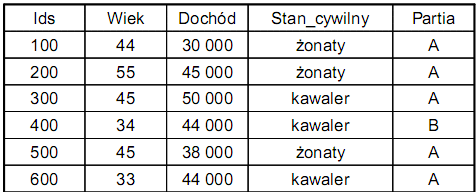 Ids Wiek Dochód Stan_cywilny Partia
100 44 30 000 żonaty A
200 55 45 000 żonaty A
300 45 50 000 kawaler A
400 34 44 000 kawaler B
500 45 38 000 żonaty A
600 33 44 000 kawaler A